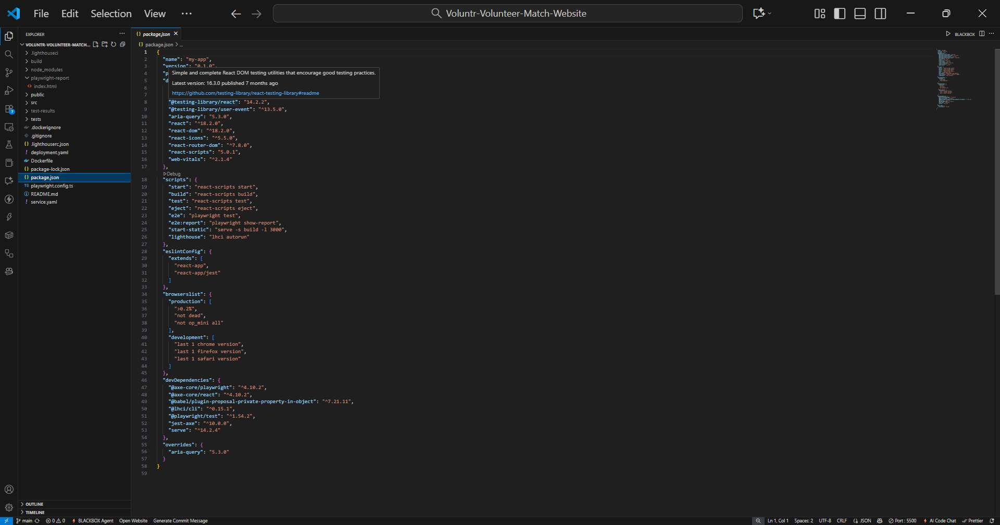 File Edit Selection View ···
Voluntr-Volunteer-Match-Website
EXPLORER
VOLUNTR-VOLUNTEER-MATCH...
.lighthouseci
build
node_modules
playwright-report
index.html
public
src
test-results
tests
.dockerignore
.gitignore
.lighthouserc.json
deployment.yaml
Dockerfile
package-lock.json
package.json
playwright.config.ts
README.md
service.yaml
OUTLINE
TIMELINE
7
package.json
BLACKBOX
package.json > ...
1 {
2 "name": "my-app",
3 "version": "0.1.0",
4 "p
5 "d
Simple and complete React DOM testing utilities that encourage good testing practices.
Latest version: 16.3.0 published 7 months ago
https://github.com/testing-library/react-testing-library#readme
6
7
8 "@testing-library/react": "14.2.2",
9 "@testing-library/user-event": "^13.5.0",
10 "aria-query": "5.3.0",
11 "react": "^18.2.0",
12 "react-dom": "^18.2.0",
13 "react-icons": "^5.5.0",
14 "react-router-dom": "^7.8.0",
15 "react-scripts": "5.0.1",
16 "web-vitals": "^2.1.4"
17 },
Debug
18 "scripts": {
19 "start": "react-scripts start",
20 "build": "react-scripts build",
21 "test": "react-scripts test",
22 "eject": "react-scripts eject",
23 "e2e": "playwright test",
24 "e2e:report": "playwright show-report",
25 "start-static": "serve -s build -l 3000",
26 "lighthouse": "lhci autorun"
27 },
28 "eslintConfig": {
29 "extends": [
30 "react-app",
31 "react-app/jest"
32 ]
33 },
34 "browserslist": {
35 "production": [
36 ">0.2%",
37 "not dead",
38 "not op_mini all"
39 ],
40 "development": [
41 "last 1 chrome version",
42 "last 1 firefox version",
43 "last 1 safari version"
44 ]
45 },
46 "devDependencies": {
47 "@axe-core/playwright": "^4.10.2",
48 "@axe-core/react": "^4.10.2",
49 "@babel/plugin-proposal-private-property-in-object": "^7.21.11",
50 "@lhci/cli": "^0.15.1",
51 "@playwright/test": "^1.54.2",
52 "jest-axe": "^10.0.0",
53 "serve": "^14.2.4"
54 },
55 "overrides": {
56 "aria-query": "5.3.0"
57 }
58 }
59
main 0 0 BLACKBOX Agent Open Website Generate Commit Message
Ln 1, Col 1 Spaces: 2 UTF-8 CRLF {} JSON Port : 5500 AI Code Chat Prettier